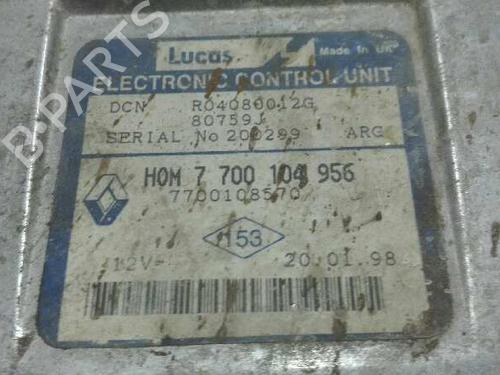 Lucas
Made in UK
ELECTRONIC CONTROL UNIT
DCN R04080012G
80759J
SERIAL No 200299 ARG
HOM 7 700 104 956
7700108570
153
12V- 20.01.98
B-PARTS